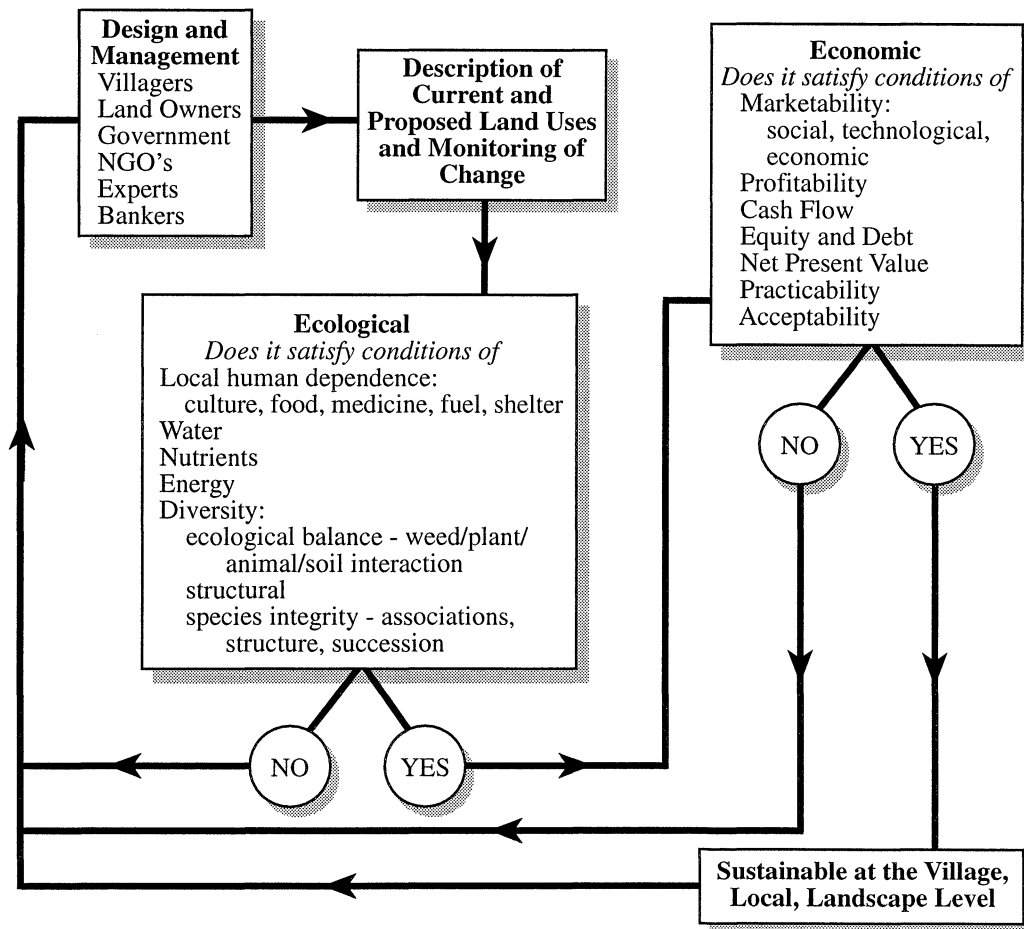 Design and
Management
Villagers
Land Owners
Government
NGO's
Experts
Bankers
Description of
Current and
Proposed Land Uses
and Monitoring of
Change
Ecological
Does it satisfy conditions of
Local human dependence:
culture, food, medicine, fuel, shelter
Water
Nutrients
Energy
Diversity:
ecological balance - weed/plant/
animal/soil interaction
structural
species integrity - associations,
structure, succession
NO
YES
Economic
Does it satisfy conditions of
Marketability:
social, technological,
economic
Profitability
Cash Flow
Equity and Debt
Net Present Value
Practicability
Acceptability
NO
YES
Sustainable at the Village,
Local, Landscape Level